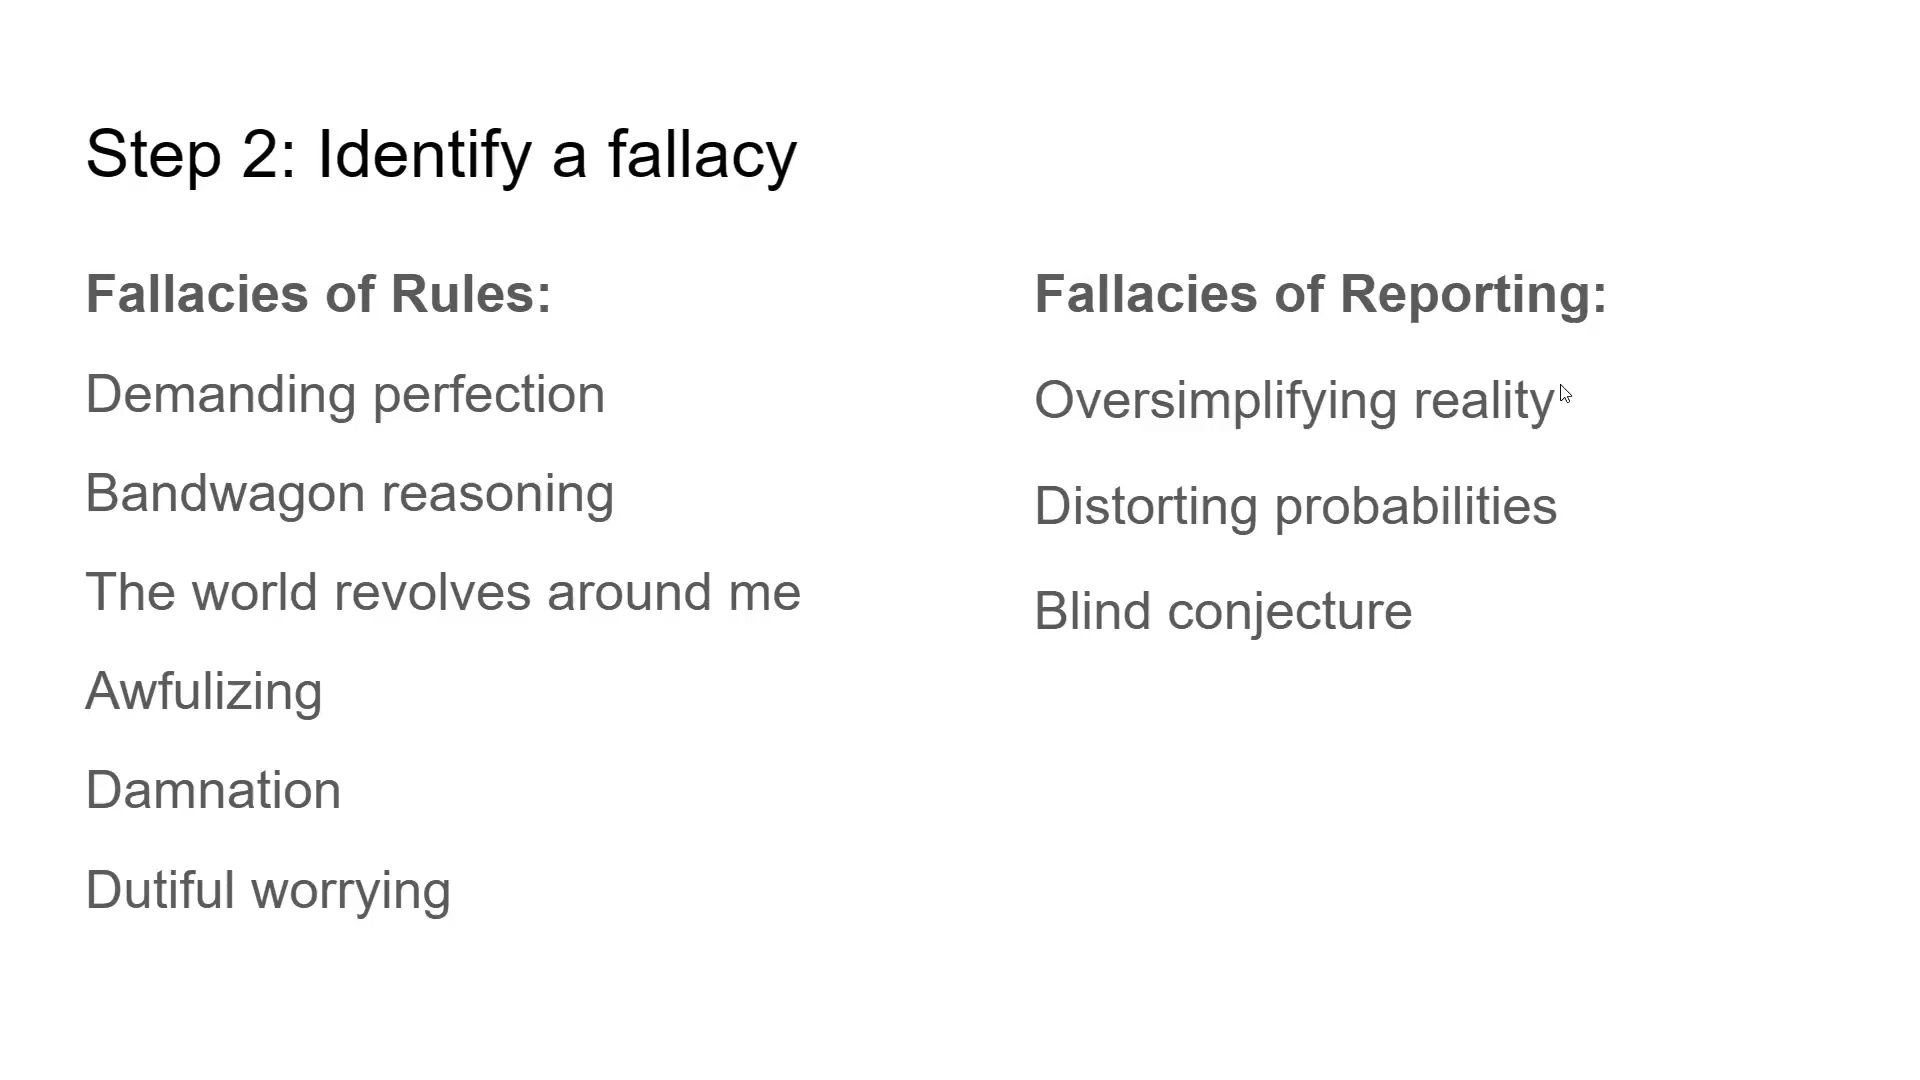 Step 2: Identify a fallacy
Fallacies of Rules:
Demanding perfection
Bandwagon reasoning
The world revolves around me
Awfulizing
Damnation
Dutiful worrying
Fallacies of Reporting:
Oversimplifying reality
Distorting probabilities
Blind conjecture